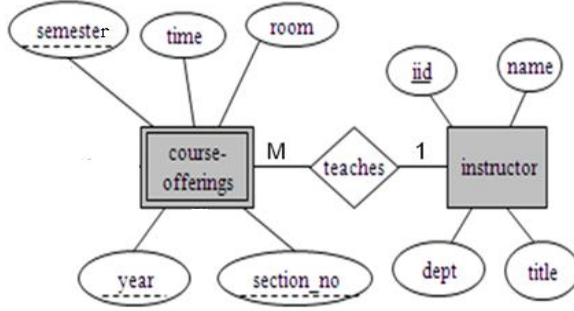 semester
time
room
iid
name
course-
offerings
M
teaches
1
instructor
year
section_no
dept
title